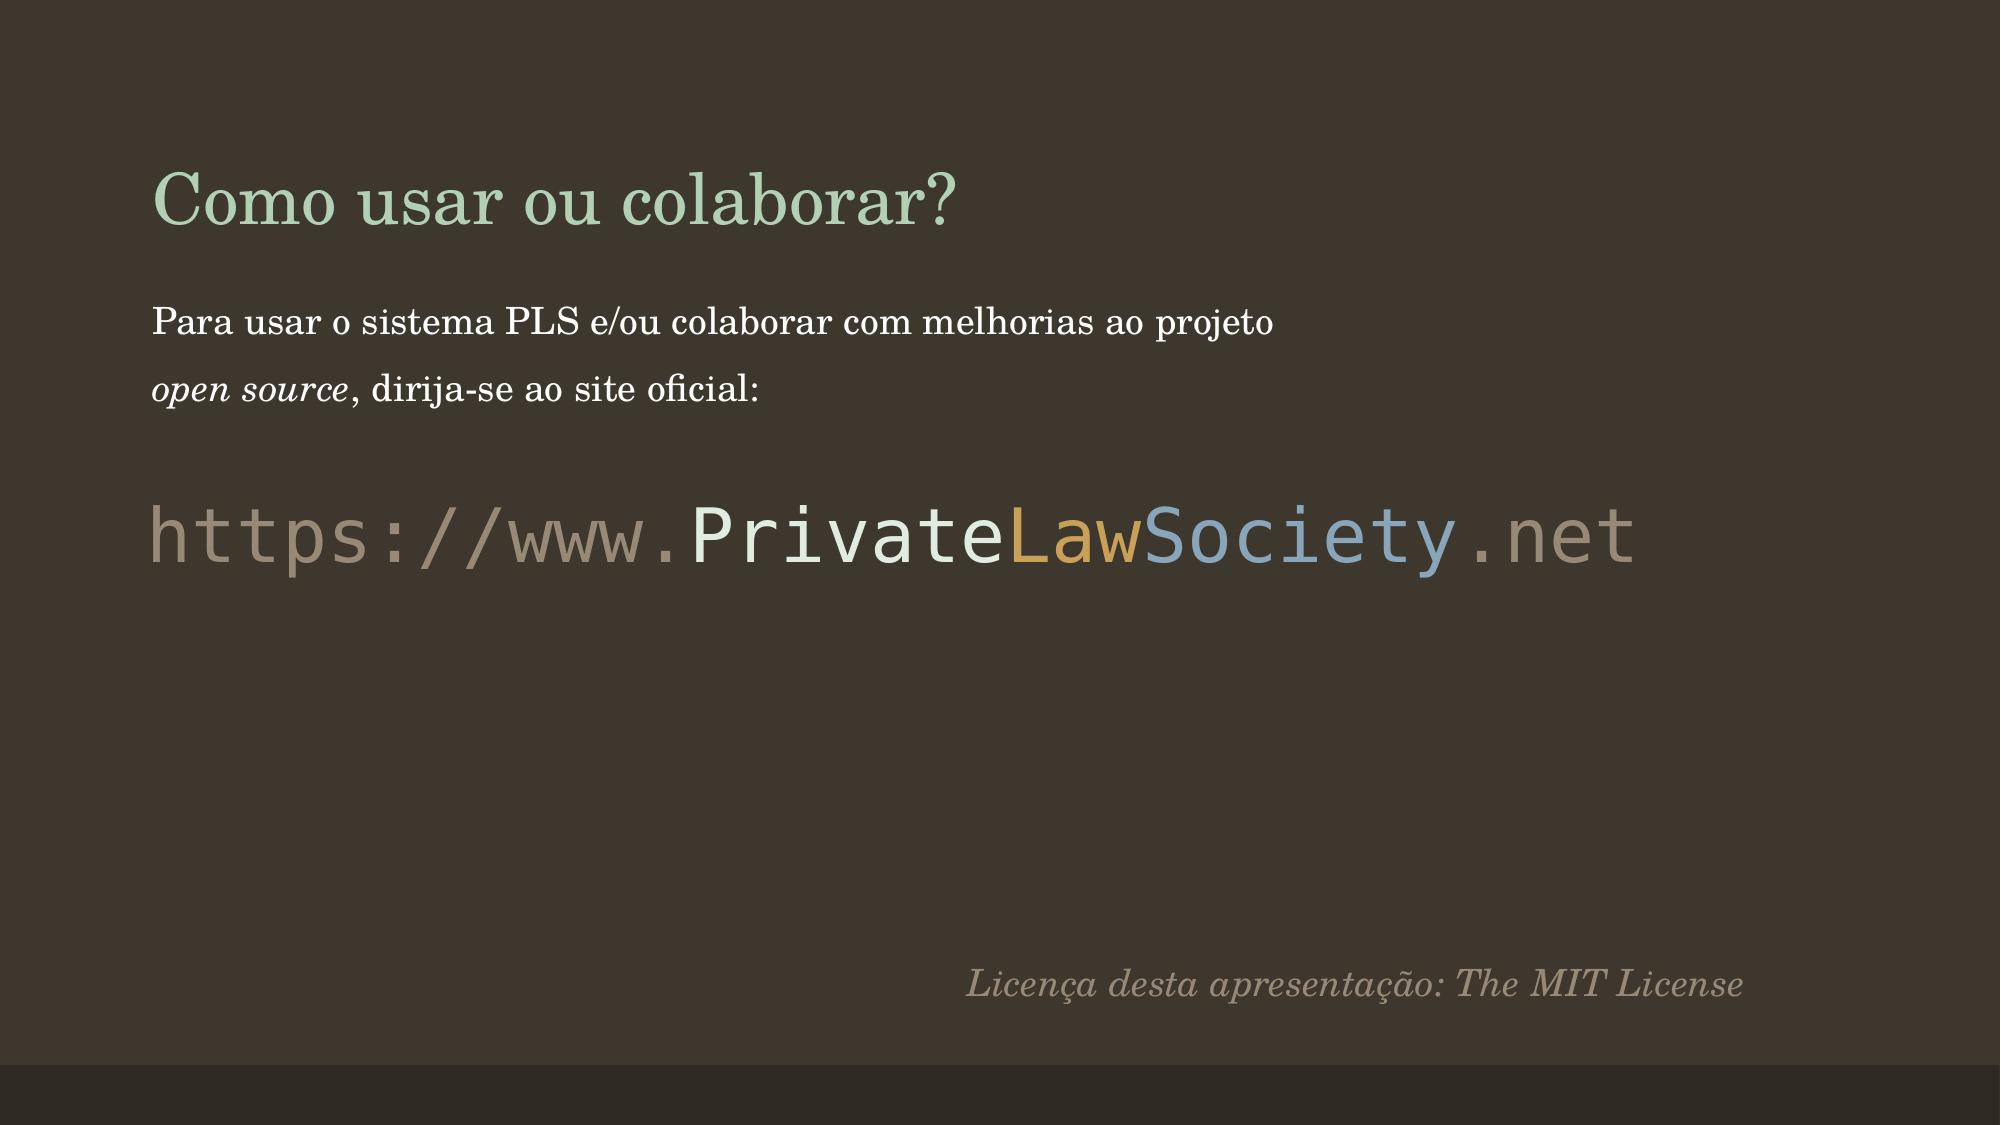 Como usar ou colaborar?
Para usar o sistema PLS e/ou colaborar com melhorias ao projeto
open source, dirija-se ao site oficial:
https://www.PrivateLawSociety.net
Licença desta apresentação: The MIT License